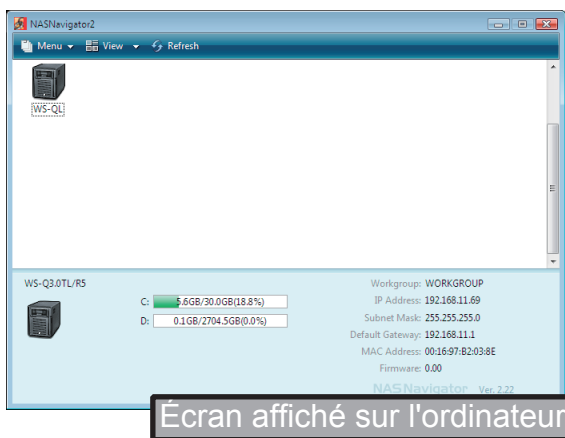 NASNavigator2
Menu View Refresh
WS-QL
WS-Q3.0TL/R5
C: 5.6GB/30.0GB(18.8%)
D: 0.1GB/2704.5GB(0.0%)
Workgroup: WORKGROUP
IP Address: 192.168.11.69
Subnet Mask: 255.255.255.0
Default Gateway: 192.168.11.1
MAC Address: 00:16:97:B2:03:8E
Firmware: 0.00
NAS Navigator Ver. 2.22
Écran affiché sur l'ordinateur